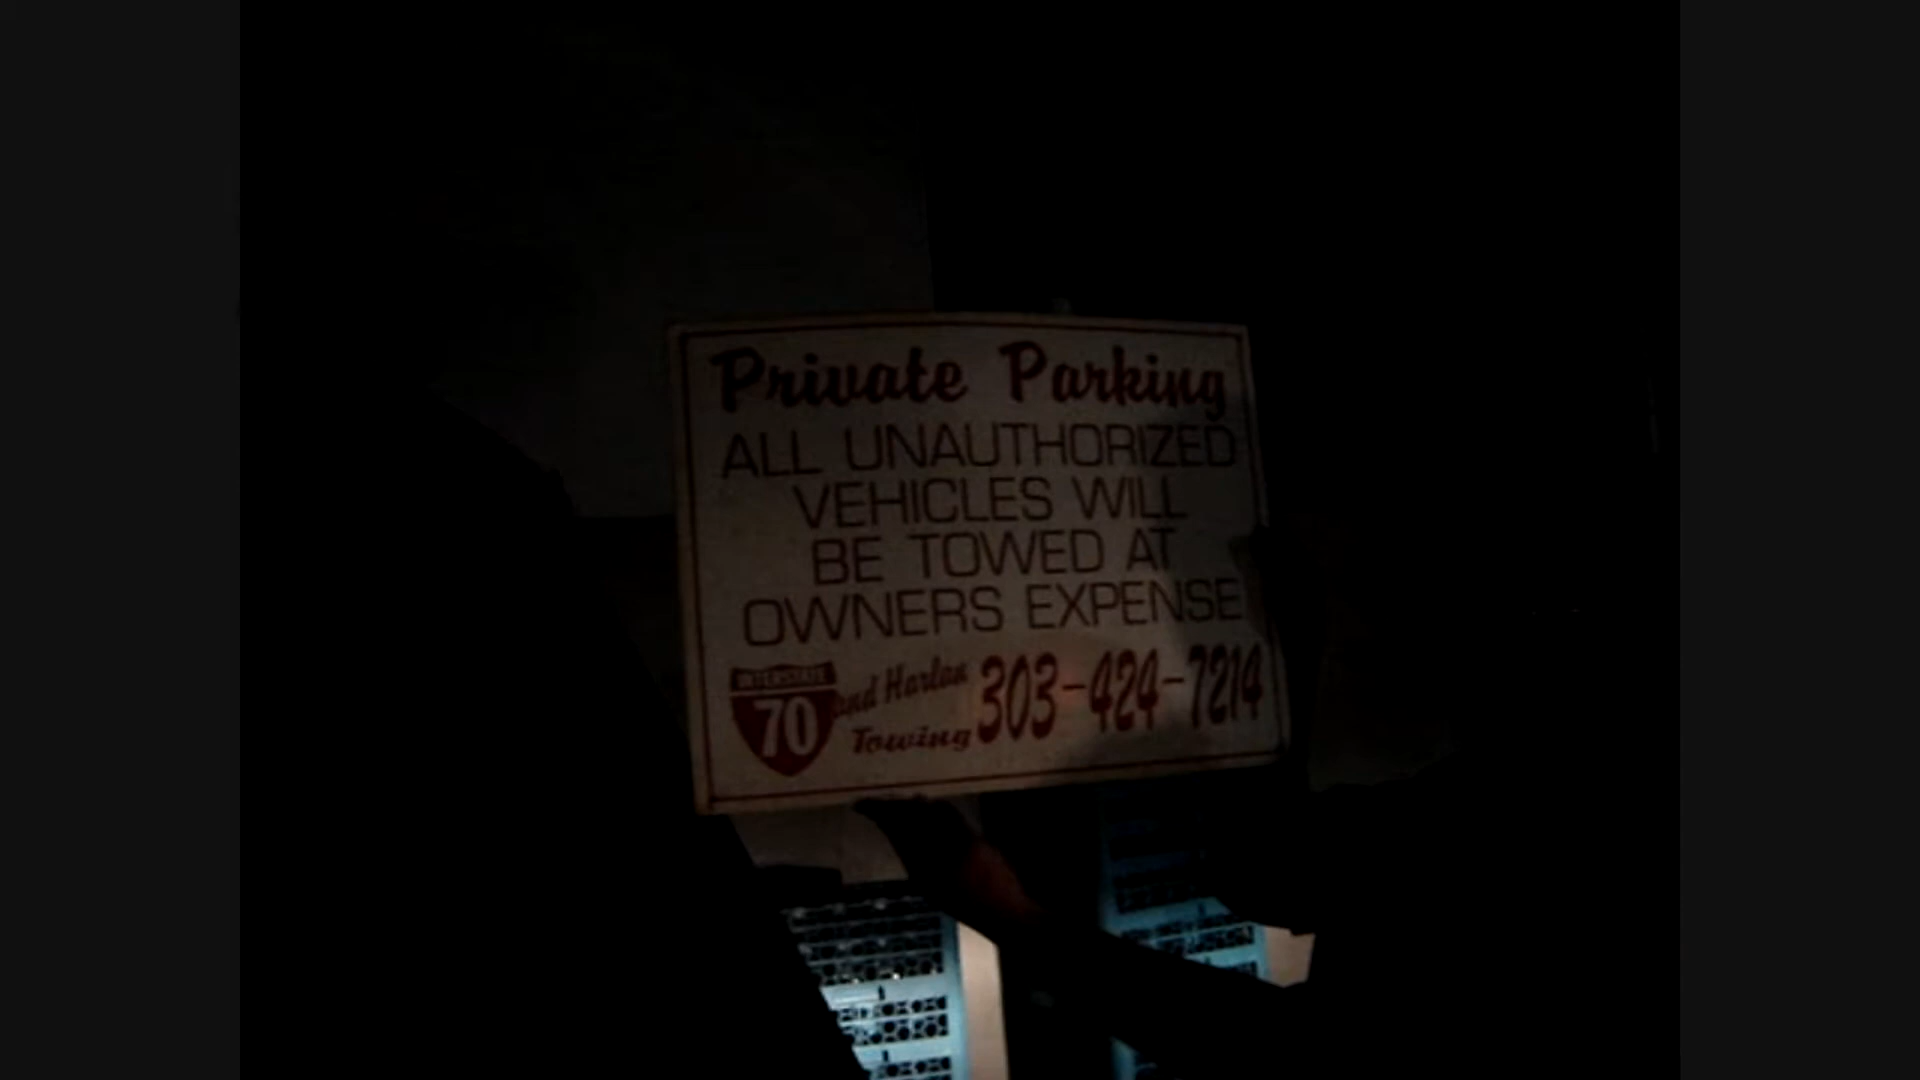 Private Parking
ALL UNAUTHORIZED
VEHICLES WILL
BE TOWED AT
OWNERS EXPENSE
INTERSTATE
70
and Harlan
Towing
303-424-7214